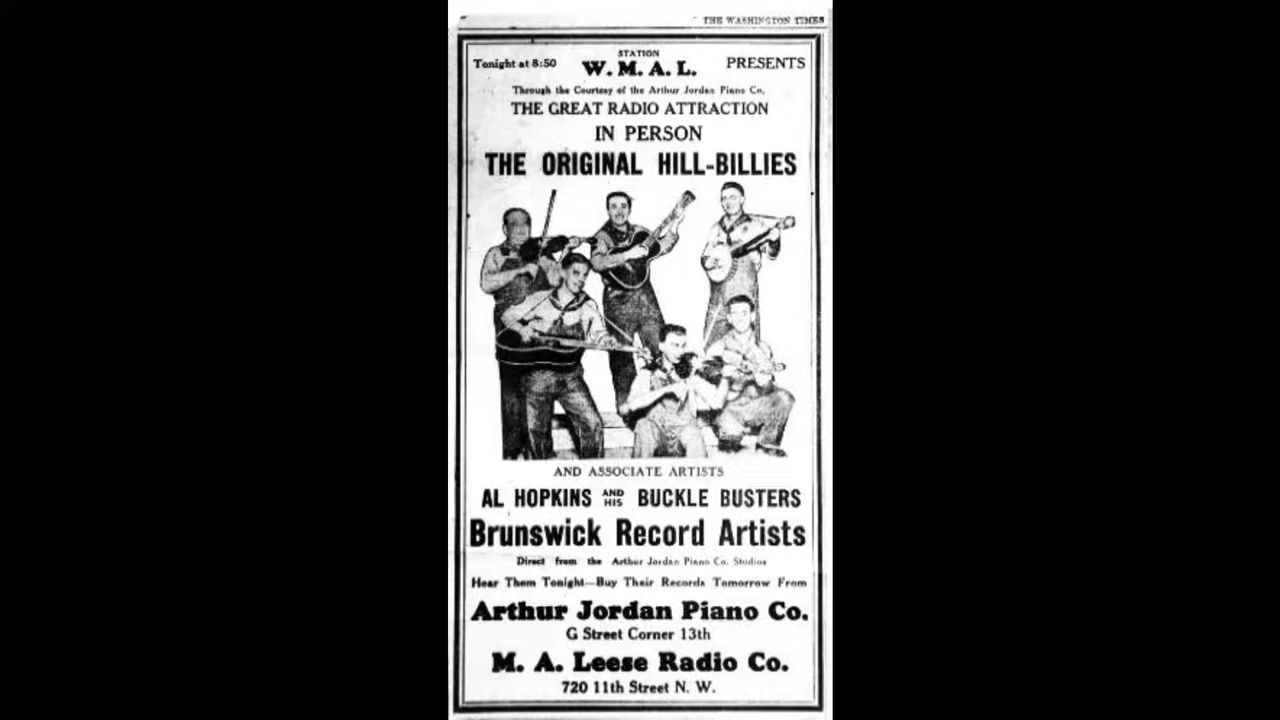 THE WASHINGTON TIMES
STATION
Tonight at 8:50 W. M. A. L. PRESENTS
Through the Courtesy of the Arthur Jordan Piano Co.
THE GREAT RADIO ATTRACTION
IN PERSON
THE ORIGINAL HILL-BILLIES
AND ASSOCIATE ARTISTS
AL HOPKINS AND HIS BUCKLE BUSTERS
Brunswick Record Artists
Direct from the Arthur Jordan Piano Co. Studios
Hear Them Tonight—Buy Their Records Tomorrow From
Arthur Jordan Piano Co.
G Street Corner 13th
M. A. Leese Radio Co.
720 11th Street N. W.